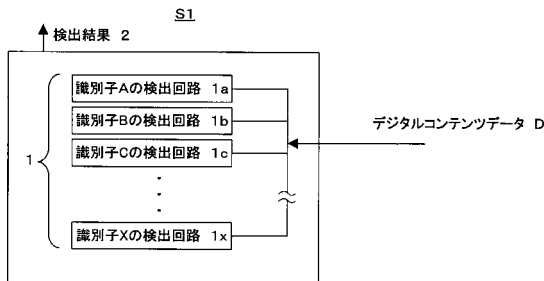 S1
検出結果 2
識別子Aの検出回路 1a
識別子Bの検出回路 1b
識別子Cの検出回路 1c
デジタルコンテンツデータ D
1
識別子Xの検出回路 1x